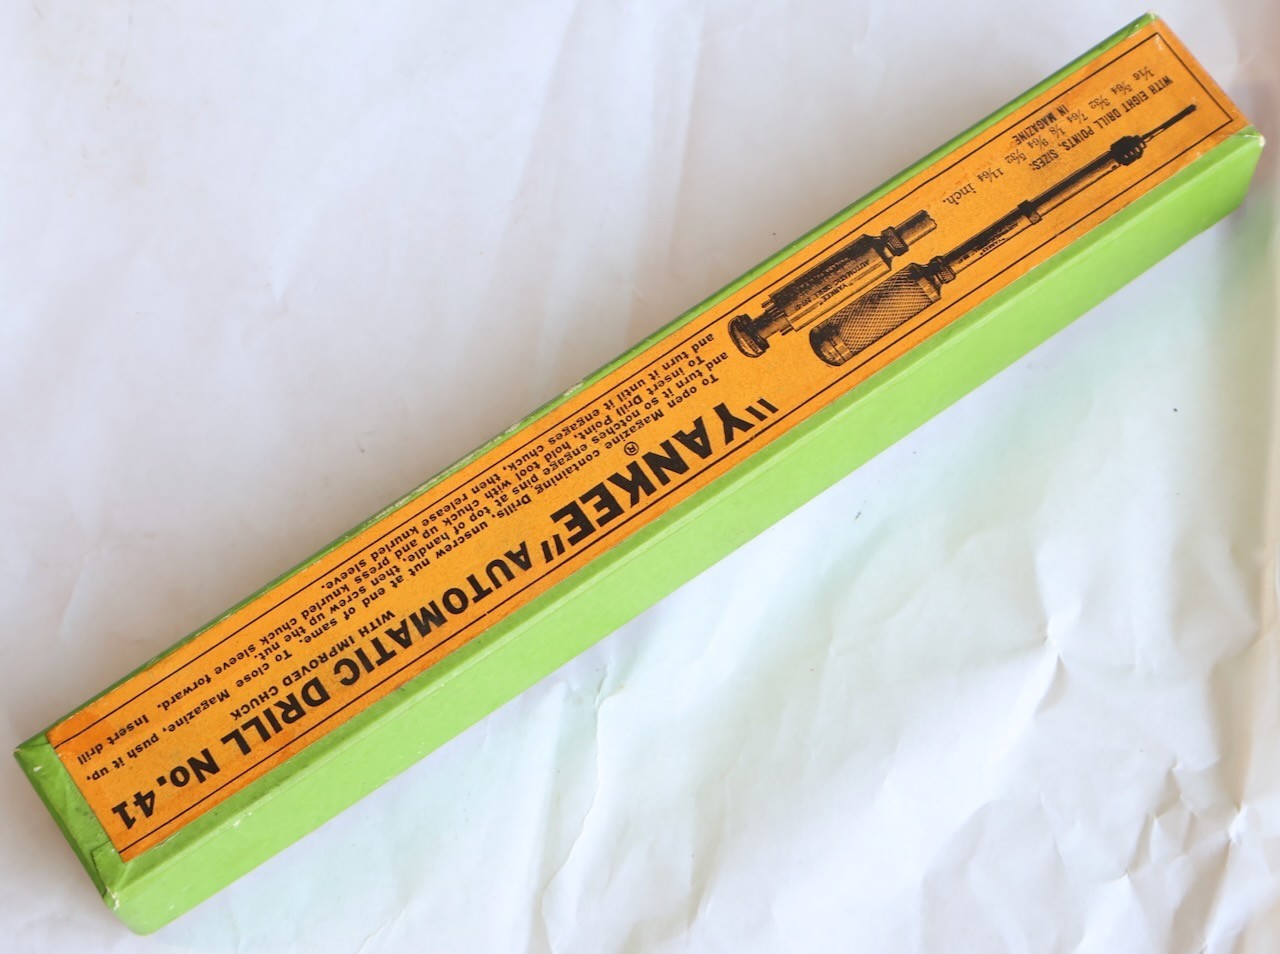 WITH EIGHT DRILL POINTS, SIZES:
1/16 5/64 3/32 7/64 1/8 9/64 5/32 11/64 inch.
IN MAGAZINE
"YANKEE"® AUTOMATIC DRILL No. 41
WITH IMPROVED CHUCK
To open Magazine containing Drills, unscrew nut at end of same. To close Magazine, push it up,
and turn it so notches engage pins at top of handle, then screw up the nut.
To insert Drill Point, hold tool with chuck up and press knurled chuck sleeve forward. Insert drill
and turn it until it engages chuck, then release knurled sleeve.